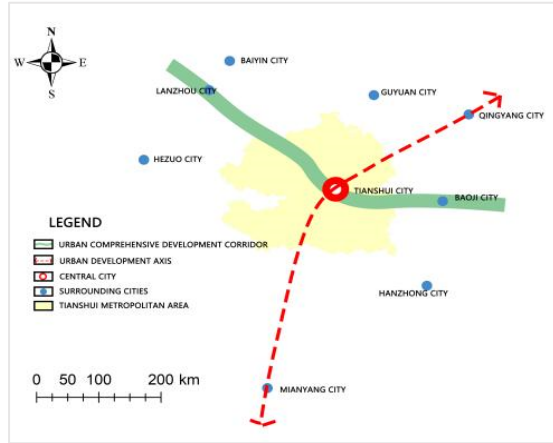 N
W E
S
BAIYIN CITY
LANZHOU CITY
GUYUAN CITY
QINGYANG CITY
HEZUO CITY
TIANSHUI CITY
BAOJI CITY
HANZHONG CITY
MIANYANG CITY
LEGEND
URBAN COMPREHENSIVE DEVELOPMENT CORRIDOR
URBAN DEVELOPMENT AXIS
CENTRAL CITY
SURROUNDING CITIES
TIANSHUI METROPOLITAN AREA
0 50 100 200 km